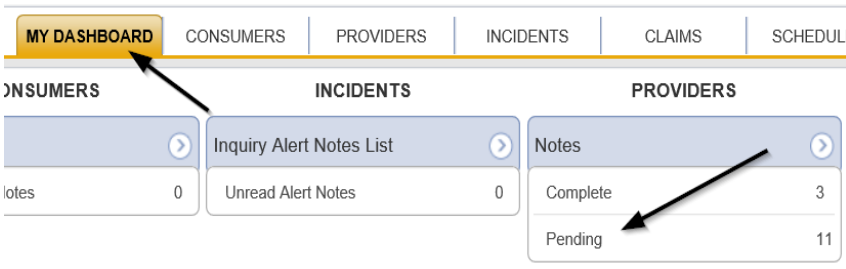 MY DASHBOARD CONSUMERS PROVIDERS INCIDENTS CLAIMS SCHEDUL
ONSUMERS INCIDENTS PROVIDERS
Inquiry Alert Notes List Notes
lotes 0 Unread Alert Notes 0 Complete 3
Pending 11